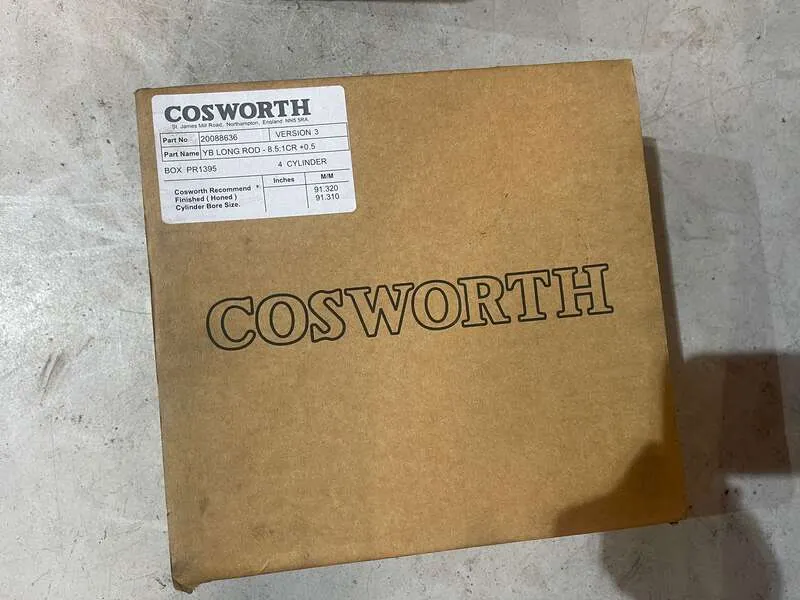 COSWORTH
St. James Mill Road, Northampton, England NN5 5RA.
Part No 20088636 VERSION 3
Part Name YB LONG ROD - 8.5:1CR +0.5
BOX PR1395 4 CYLINDER
Inches M/M
Cosworth Recommend * 91.320
Finished ( Honed ) 91.310
Cylinder Bore Size.
COSWORTH